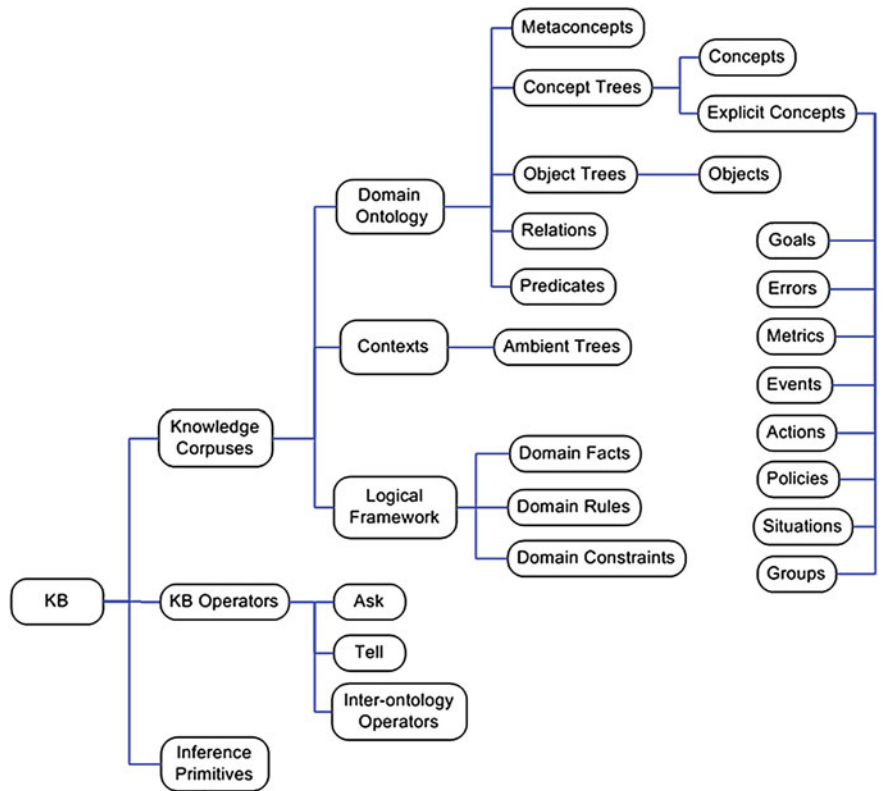 Metaconcepts
Concepts
Concept Trees
Explicit Concepts
Object Trees
Objects
Domain
Ontology
Relations
Goals
Predicates
Errors
Metrics
Contexts
Ambient Trees
Events
Knowledge
Corpuses
Actions
Domain Facts
Policies
Logical
Framework
Domain Rules
Situations
Domain Constraints
Groups
KB
KB Operators
Ask
Tell
Inter-ontology
Operators
Inference
Primitives